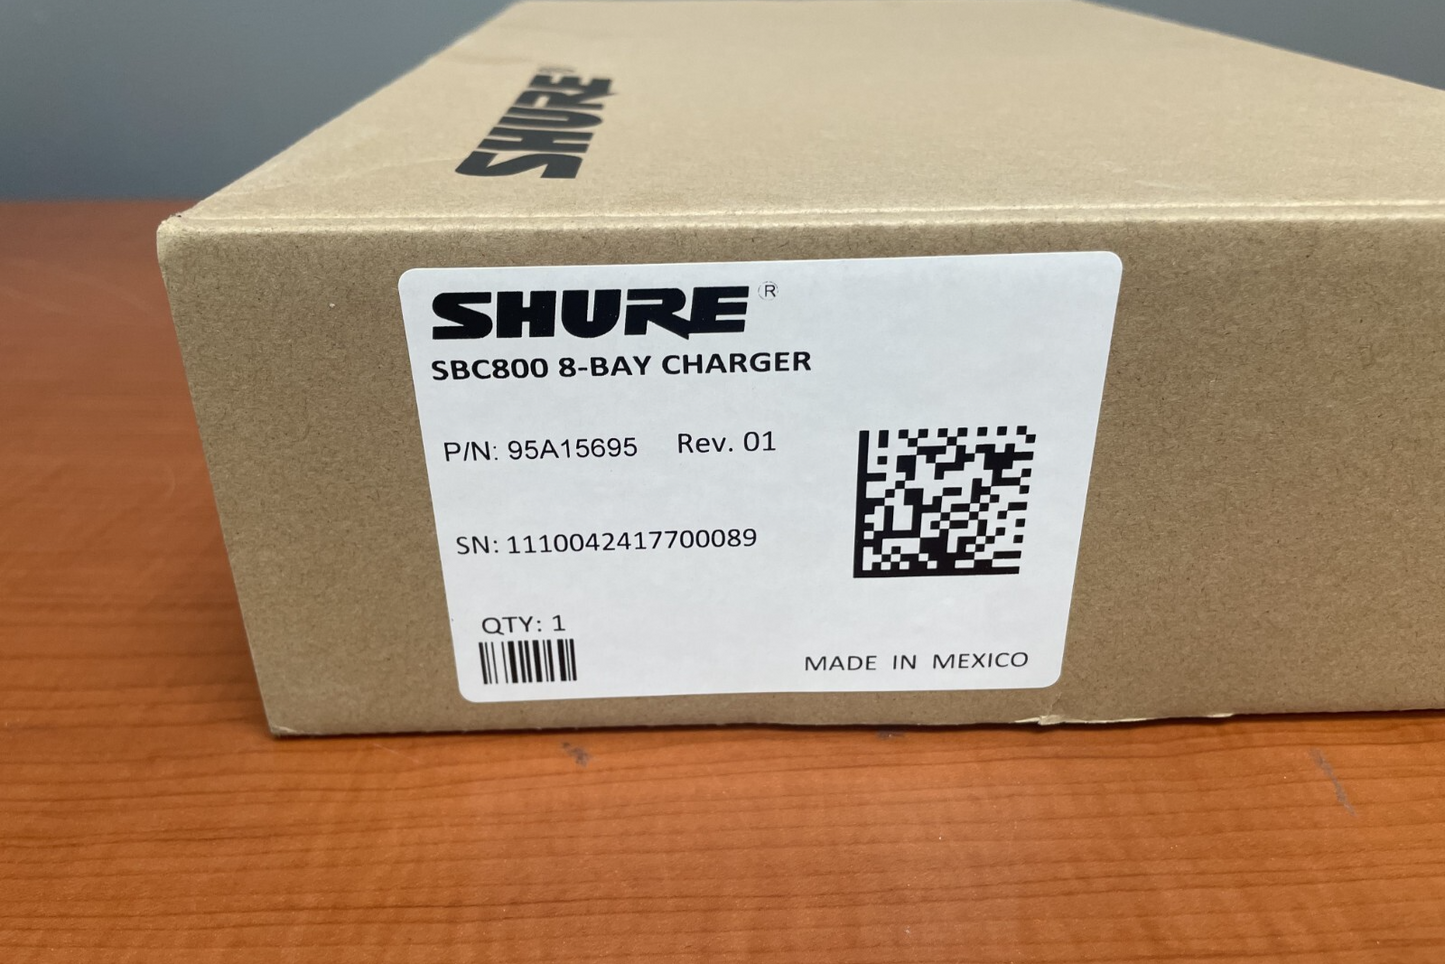 SHURE®
SHURE®
SBC800 8-BAY CHARGER
P/N: 95A15695 Rev. 01
SN: 1110042417700089
QTY: 1
MADE IN MEXICO